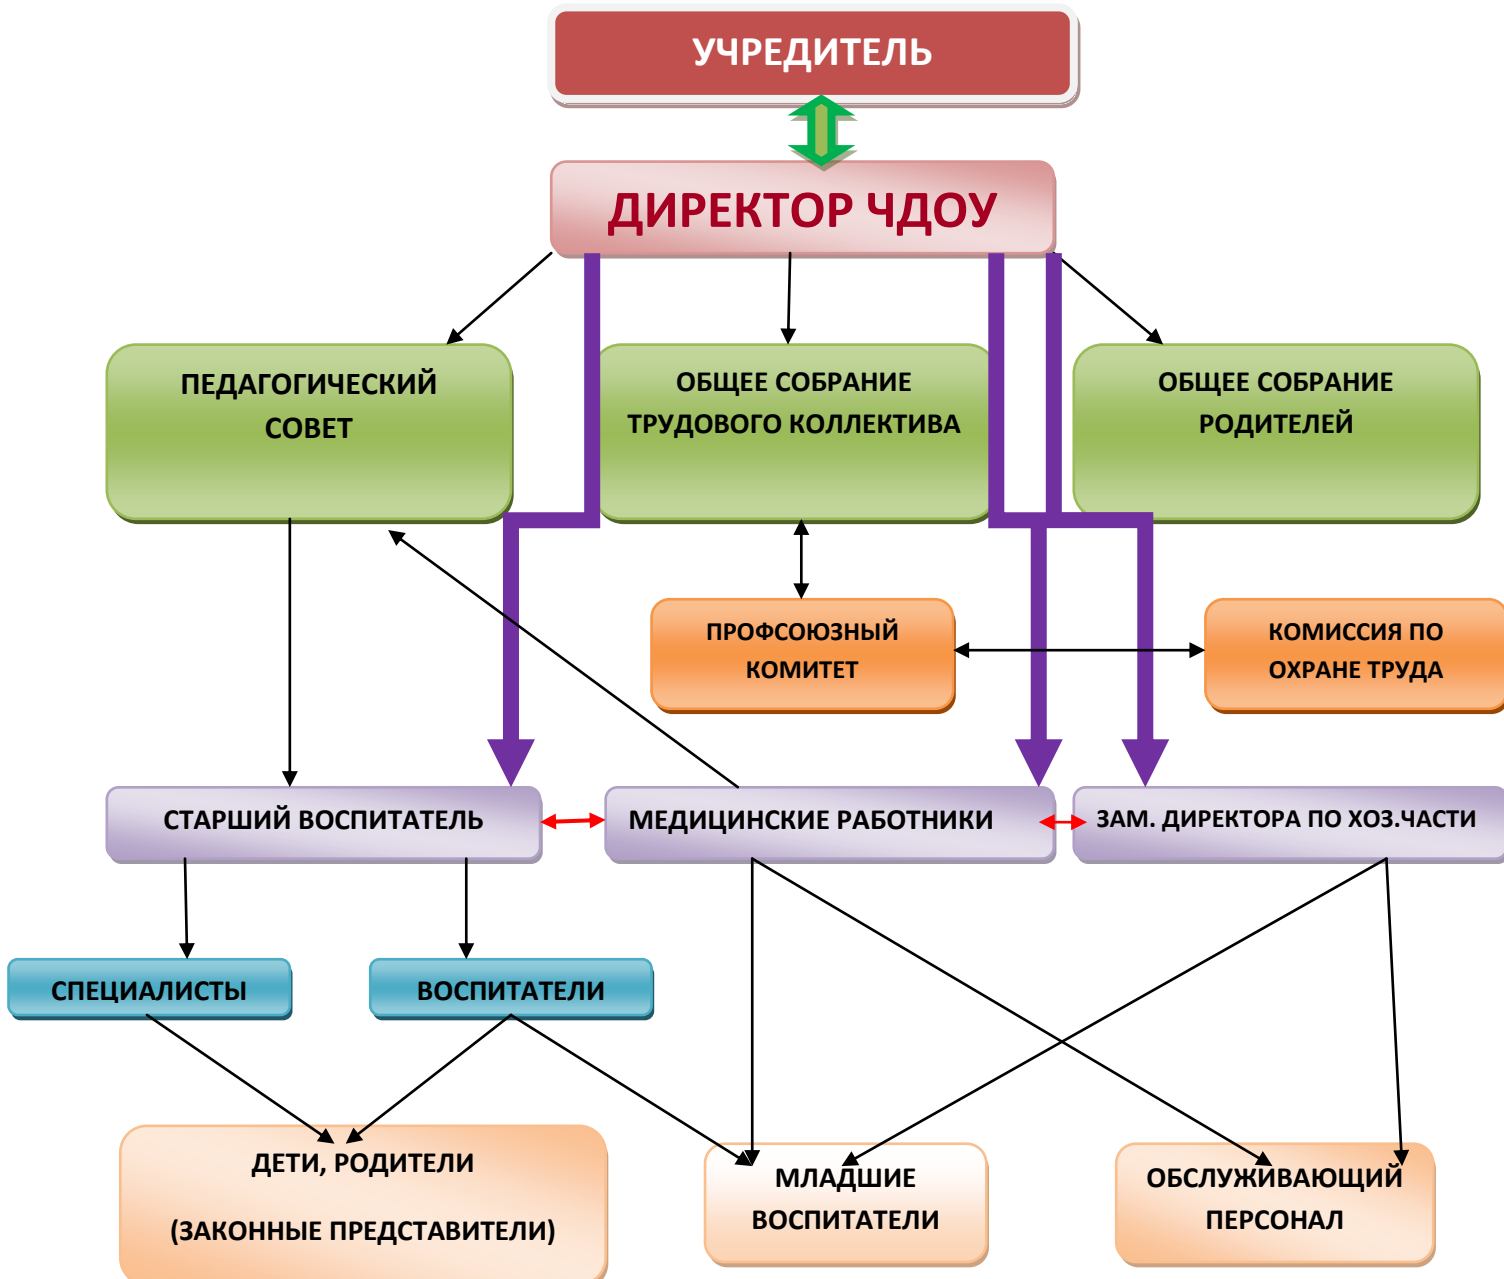 УЧРЕДИТЕЛЬ
ДИРЕКТОР ЧДОУ
ПЕДАГОГИЧЕСКИЙ
СОВЕТ
ОБЩЕЕ СОБРАНИЕ
ТРУДОВОГО КОЛЛЕКТИВА
ОБЩЕЕ СОБРАНИЕ
РОДИТЕЛЕЙ
ПРОФСОЮЗНЫЙ
КОМИТЕТ
КОМИССИЯ ПО
ОХРАНЕ ТРУДА
СТАРШИЙ ВОСПИТАТЕЛЬ
МЕДИЦИНСКИЕ РАБОТНИКИ
ЗАМ. ДИРЕКТОРА ПО ХОЗ.ЧАСТИ
СПЕЦИАЛИСТЫ
ВОСПИТАТЕЛИ
ДЕТИ, РОДИТЕЛИ
(ЗАКОННЫЕ ПРЕДСТАВИТЕЛИ)
МЛАДШИЕ
ВОСПИТАТЕЛИ
ОБСЛУЖИВАЮЩИЙ
ПЕРСОНАЛ